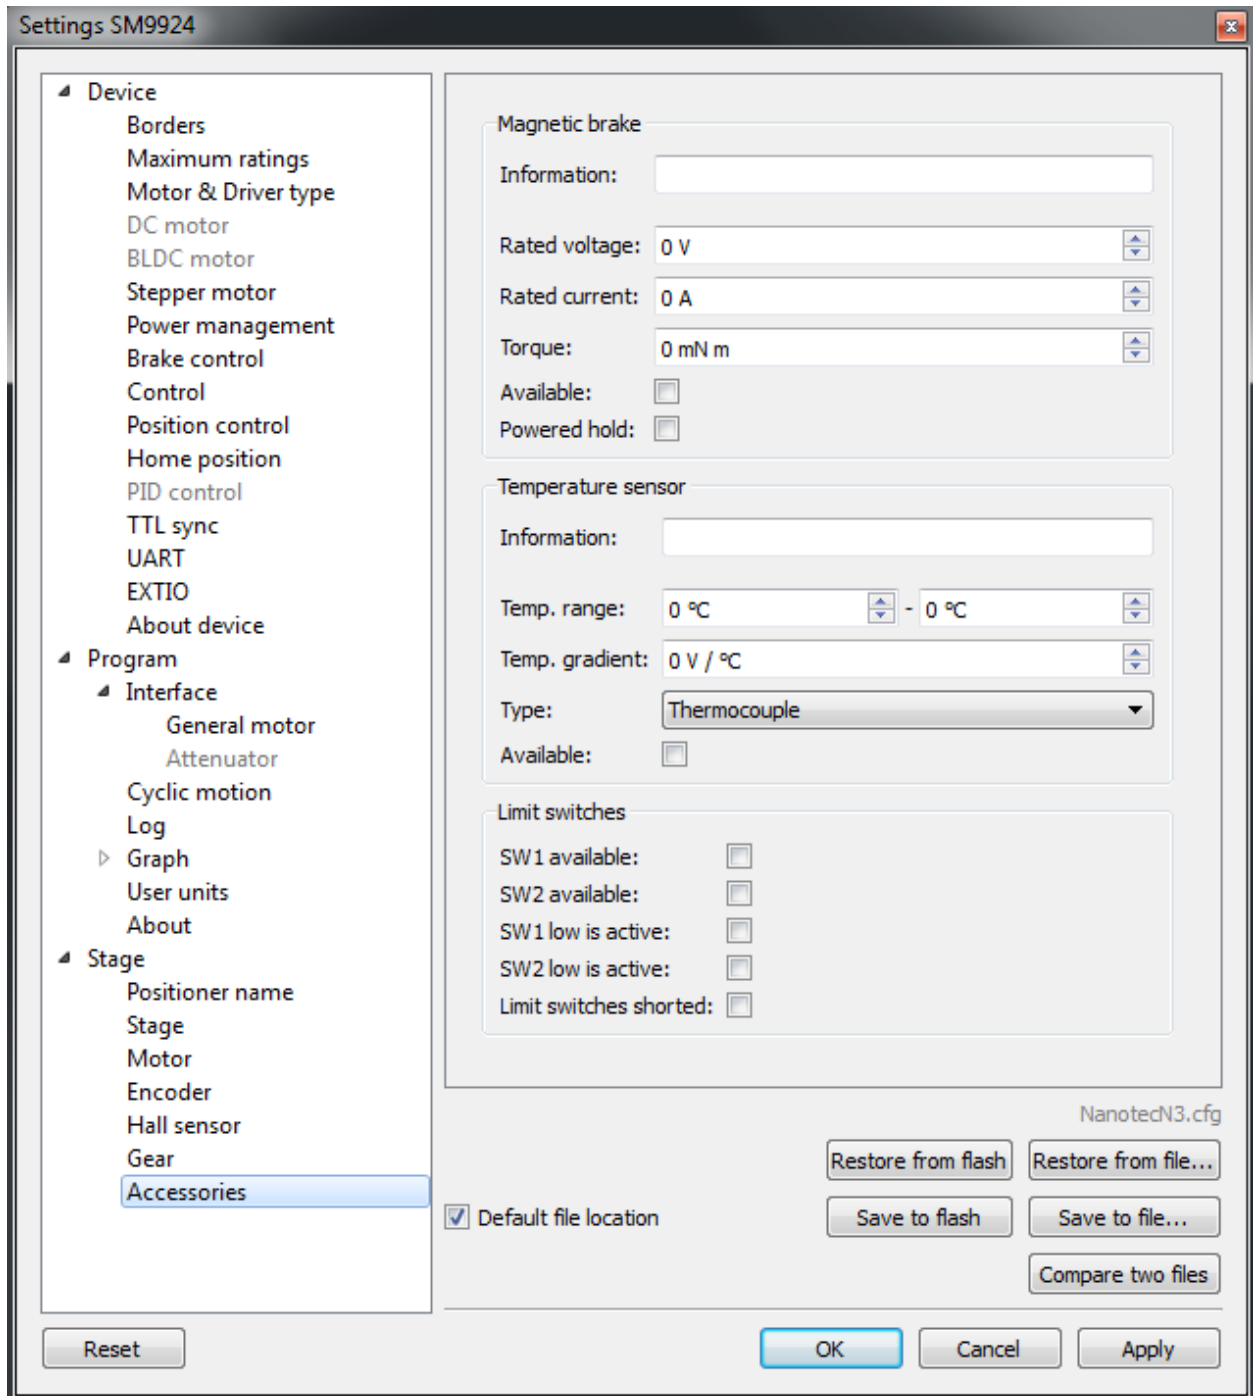 Settings SM9924
Device
Borders
Maximum ratings
Motor & Driver type
DC motor
BLDC motor
Stepper motor
Power management
Brake control
Control
Position control
Home position
PID control
TTL sync
UART
EXTIO
About device
Program
Interface
General motor
Attenuator
Cyclic motion
Log
Graph
User units
About
Stage
Positioner name
Stage
Motor
Encoder
Hall sensor
Gear
Accessories
Magnetic brake
Information:
Rated voltage: 0 V
Rated current: 0 A
Torque: 0 mN m
Available:
Powered hold:
Temperature sensor
Information:
Temp. range: 0 ºC - 0 ºC
Temp. gradient: 0 V / ºC
Type: Thermocouple
Available:
Limit switches
SW1 available:
SW2 available:
SW1 low is active:
SW2 low is active:
Limit switches shorted:
NanotecN3.cfg
Restore from flash Restore from file...
Default file location Save to flash Save to file...
Compare two files
Reset OK Cancel Apply